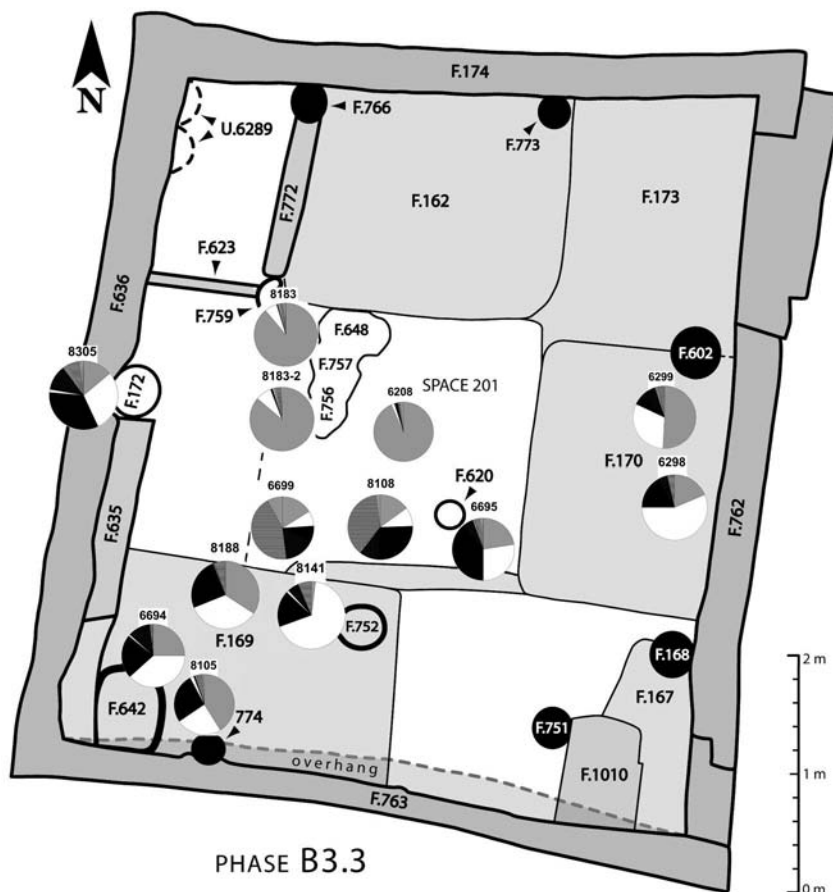 F.174
N
F.766
U.6289
F.773
F.772
F.162
F.173
F.623
F.636
8183
F.759
F.648
F.602
8305
F.757
8183-2
SPACE 201
6299
F.172
F.756
6208
F.170
6298
F.620
6699
8108
6695
F.762
F.635
8188
8141
6694
F.169
F.752
8105
F.168
2 m
F.642
774
F.167
F.751
overhang
F.1010
1 m
F.763
PHASE B3.3
0 m